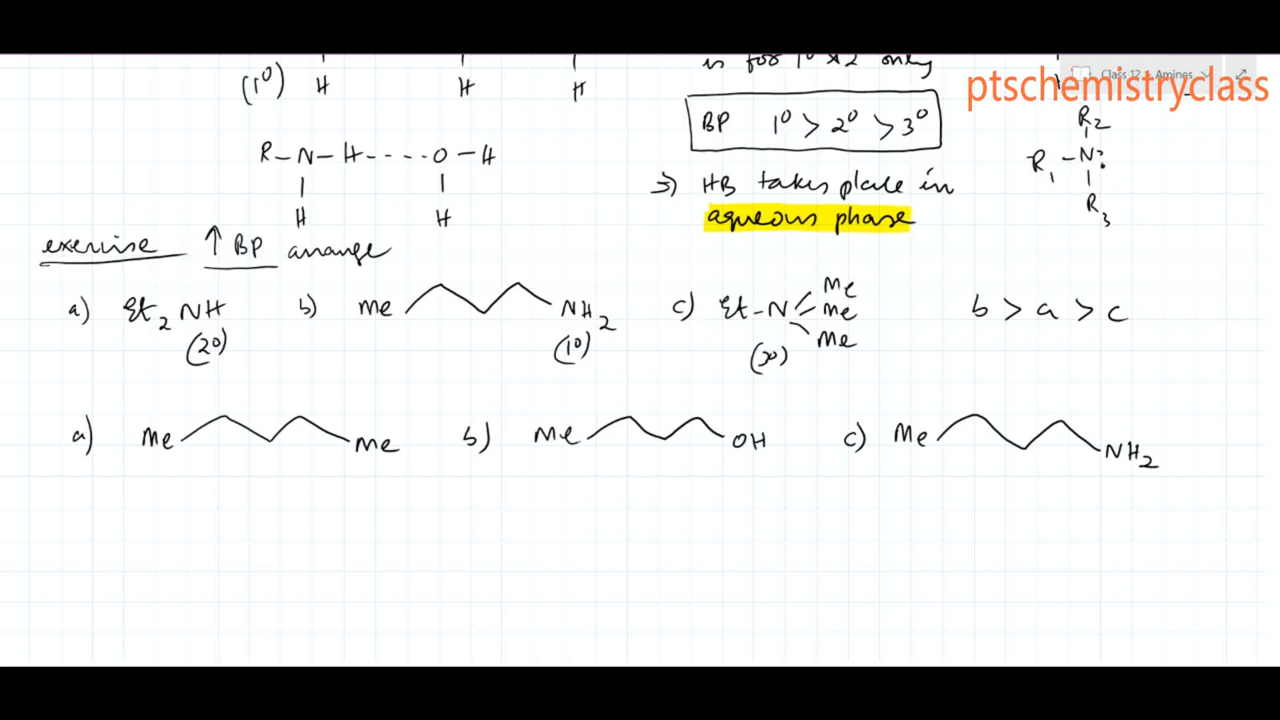 is for 1° & 2° only
Class 12 - Amines
ptschemistryclass
(1°) H H H
BP 1° > 2° > 3°
R - N - H ---- O - H
H H
R2
R1 - N:
R3
⇒) HB takes place in
aqueous phase
exercise ↑ BP arrange
a) Et2NH b) Me NH2 c) Et - N Me Me Me b > a > c
(2°) (1°) (3°)
a) Me Me b) Me OH c) Me NH2